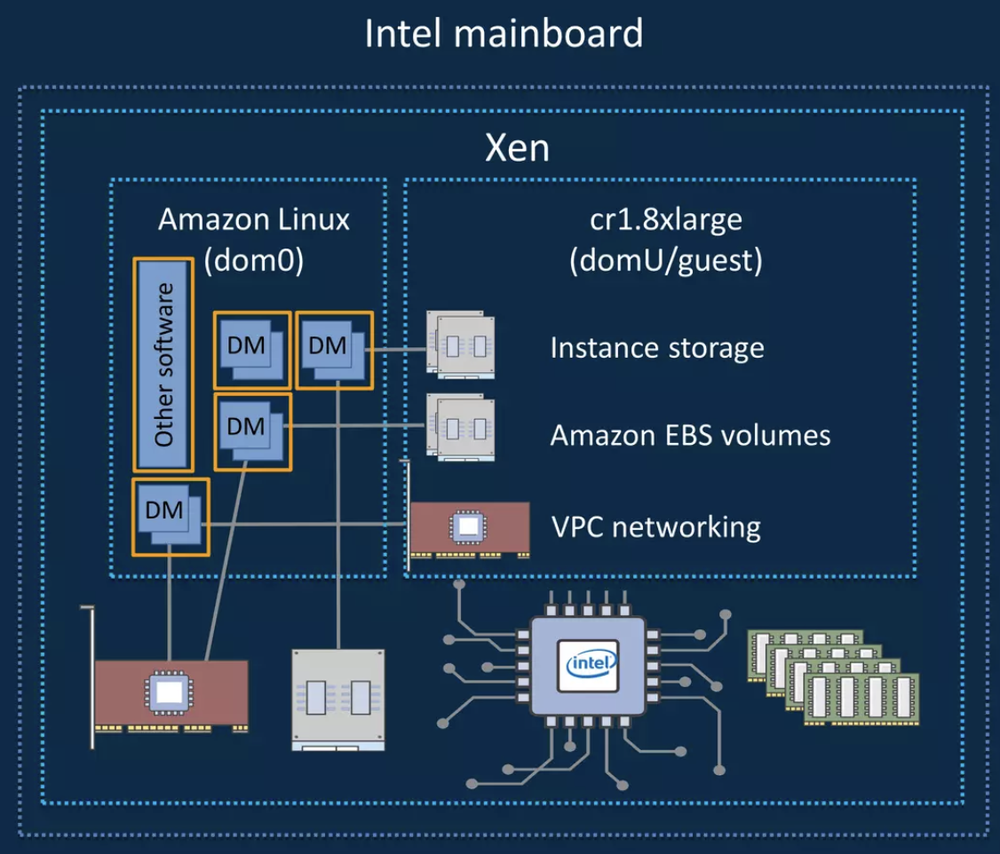 Intel mainboard
Xen
Amazon Linux
(dom0)
cr1.8xlarge
(domU/guest)
Other software
DM
DM
Instance storage
DM
Amazon EBS volumes
DM
VPC networking
intel